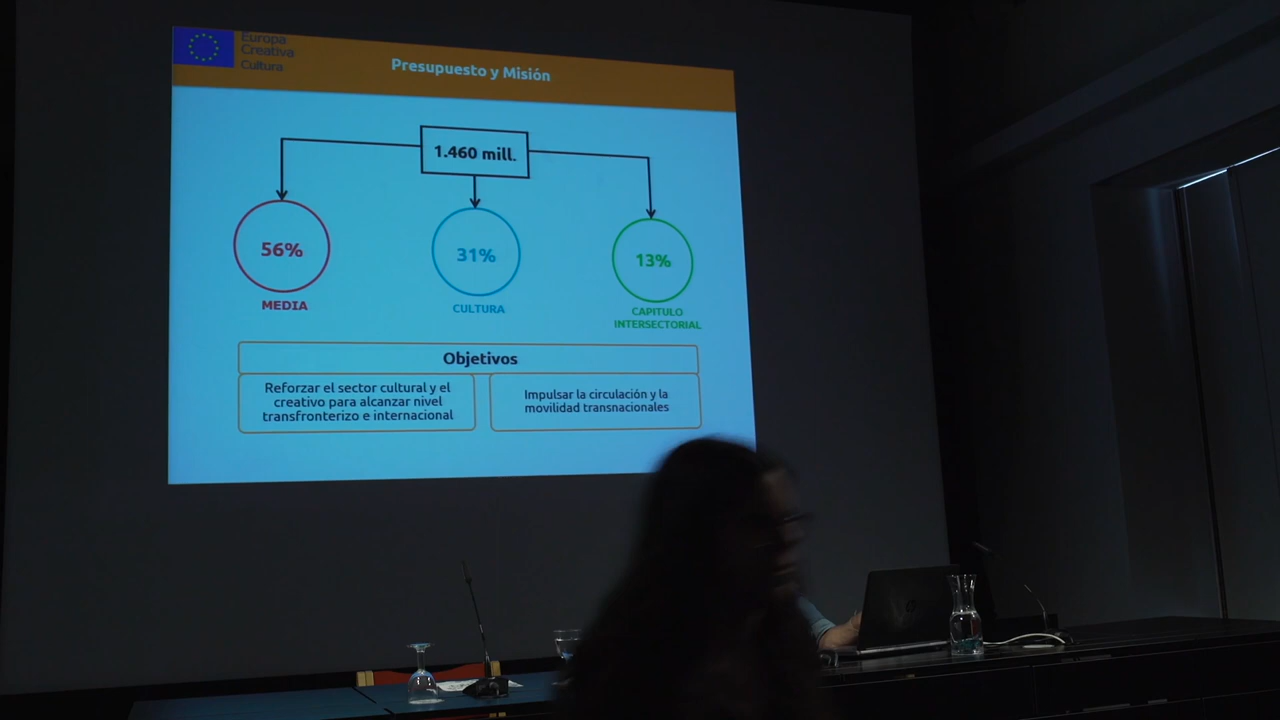 Europa
Creativa
Cultura
Presupuesto y Misión
1.460 mill.
56%
31%
13%
MEDIA
CULTURA
CAPITULO
INTERSECTORIAL
Objetivos
Reforzar el sector cultural y el
creativo para alcanzar nivel
transfronterizo e internacional
Impulsar la circulación y la
movilidad transnacionales